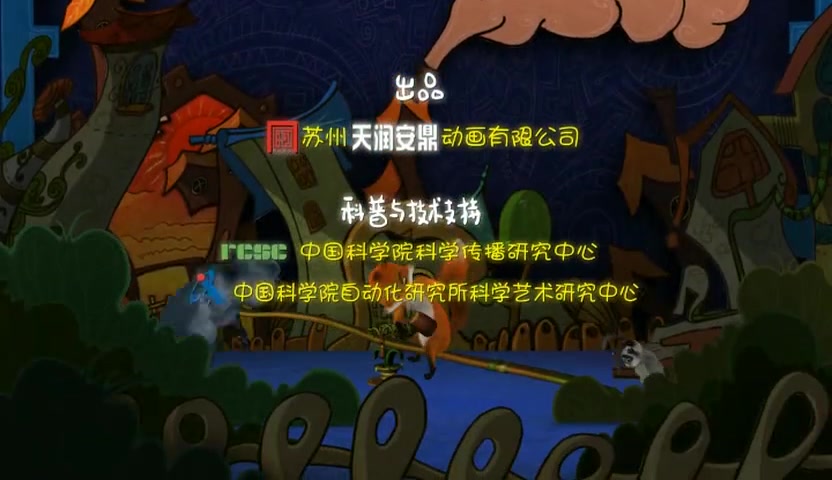 出品
苏州天润安鼎动画有限公司
科普与技术支持
rcsc 中国科学院科学传播研究中心
中国科学院自动化研究所科学艺术研究中心